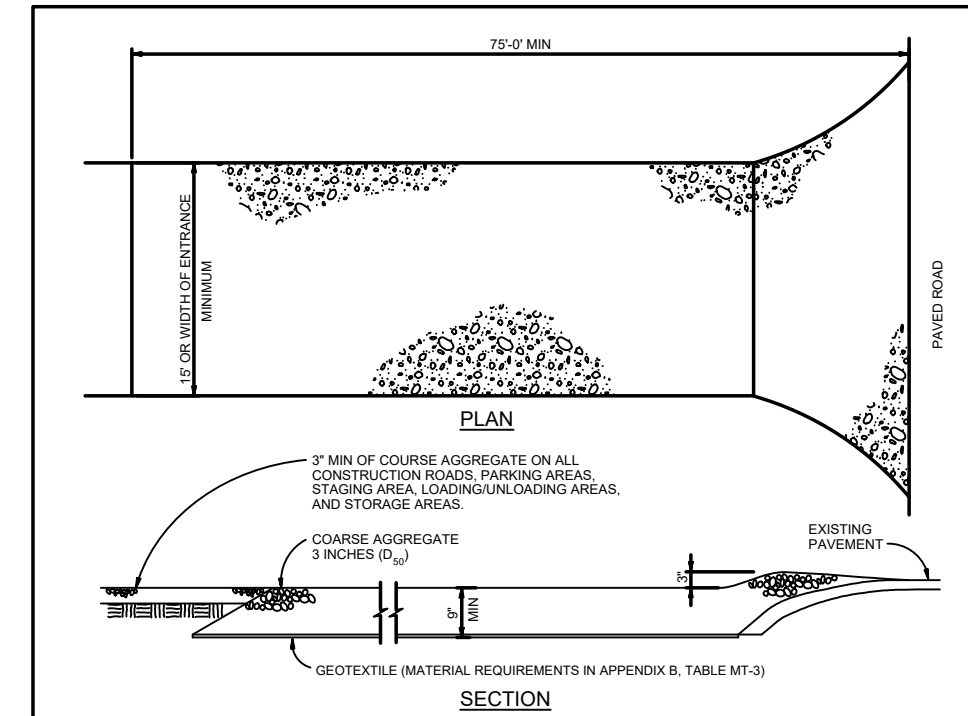 75'-0' MIN
15' OR WIDTH OF ENTRANCE
MINIMUM
PAVED ROAD
PLAN
3" MIN OF COURSE AGGREGATE ON ALL
CONSTRUCTION ROADS, PARKING AREAS,
STAGING AREA, LOADING/UNLOADING AREAS,
AND STORAGE AREAS.
COARSE AGGREGATE
3 INCHES (D50)
EXISTING
PAVEMENT
3"
9"
MIN
GEOTEXTILE (MATERIAL REQUIREMENTS IN APPENDIX B, TABLE MT-3)
SECTION